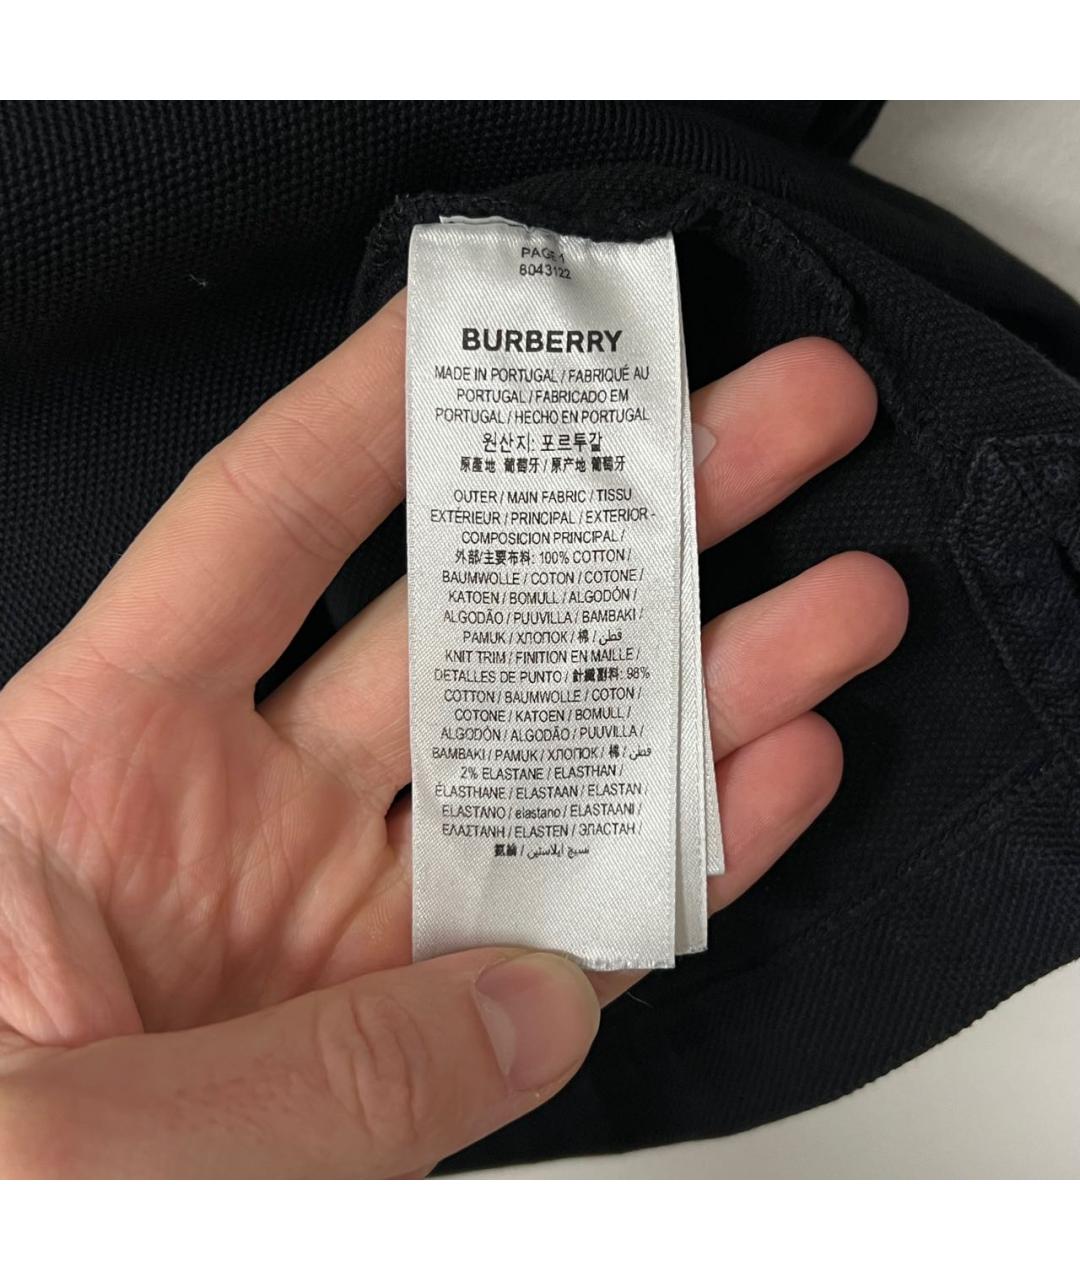 PAGE 1
8043122
BURBERRY
MADE IN PORTUGAL / FABRIQUÉ AU
PORTUGAL / FABRICADO EM
PORTUGAL / HECHO EN PORTUGAL
원산지: 포르투갈
原產地 葡萄牙 / 原产地 葡萄牙
OUTER / MAIN FABRIC / TISSU
EXTÉRIEUR / PRINCIPAL / EXTERIOR -
COMPOSICION PRINCIPAL /
外部/主要布料: 100% COTTON /
BAUMWOLLE / COTON / COTONE /
KATOEN / BOMULL / ALGODÓN /
ALGODÃO / PUUVILLA / BAMBAKI /
PAMUK / ХЛОПОК / 棉 / قطن
KNIT TRIM / FINITION EN MAILLE /
DETALLES DE PUNTO / 針織副料: 98%
COTTON / BAUMWOLLE / COTON /
COTONE / KATOEN / BOMULL /
ALGODÓN / ALGODÃO / PUUVILLA /
BAMBAKI / PAMUK / ХЛОПОК / 棉 / قطن
2% ELASTANE / ELASTHAN /
ÉLASTHANE / ELASTAAN / ELASTAN /
ELASTANO / elastano / ELASTAANI /
ΕΛΑΣΤΑΝΗ / ELASTEN / ЭЛАСТАН /
氨綸 / نسيج ايلاستين